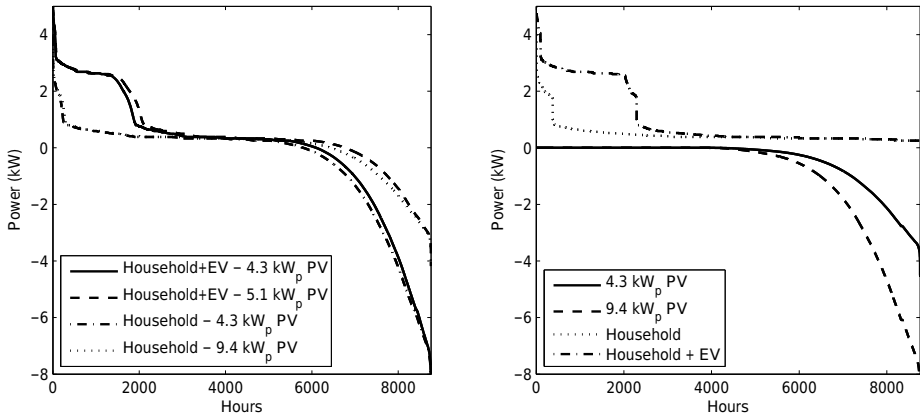 4
2
0
−2
−4
−6
−8
Power (kW)
0 2000 4000 6000 8000
Hours
Household+EV − 4.3 kWp PV
Household+EV − 5.1 kWp PV
Household − 4.3 kWp PV
Household − 9.4 kWp PV
4
2
0
−2
−4
−6
−8
Power (kW)
0 2000 4000 6000 8000
Hours
4.3 kWp PV
9.4 kWp PV
Household
Household + EV